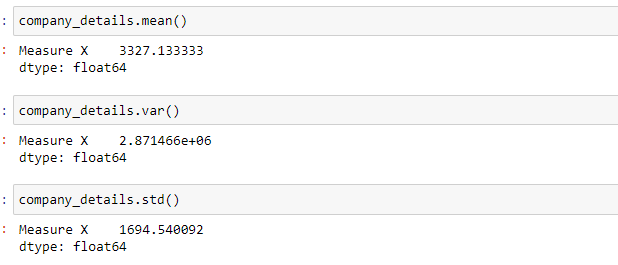 : company_details.mean()
: Measure X    3327.133333
dtype: float64
: company_details.var()
: Measure X    2.871466e+06
dtype: float64
: company_details.std()
: Measure X    1694.540092
dtype: float64